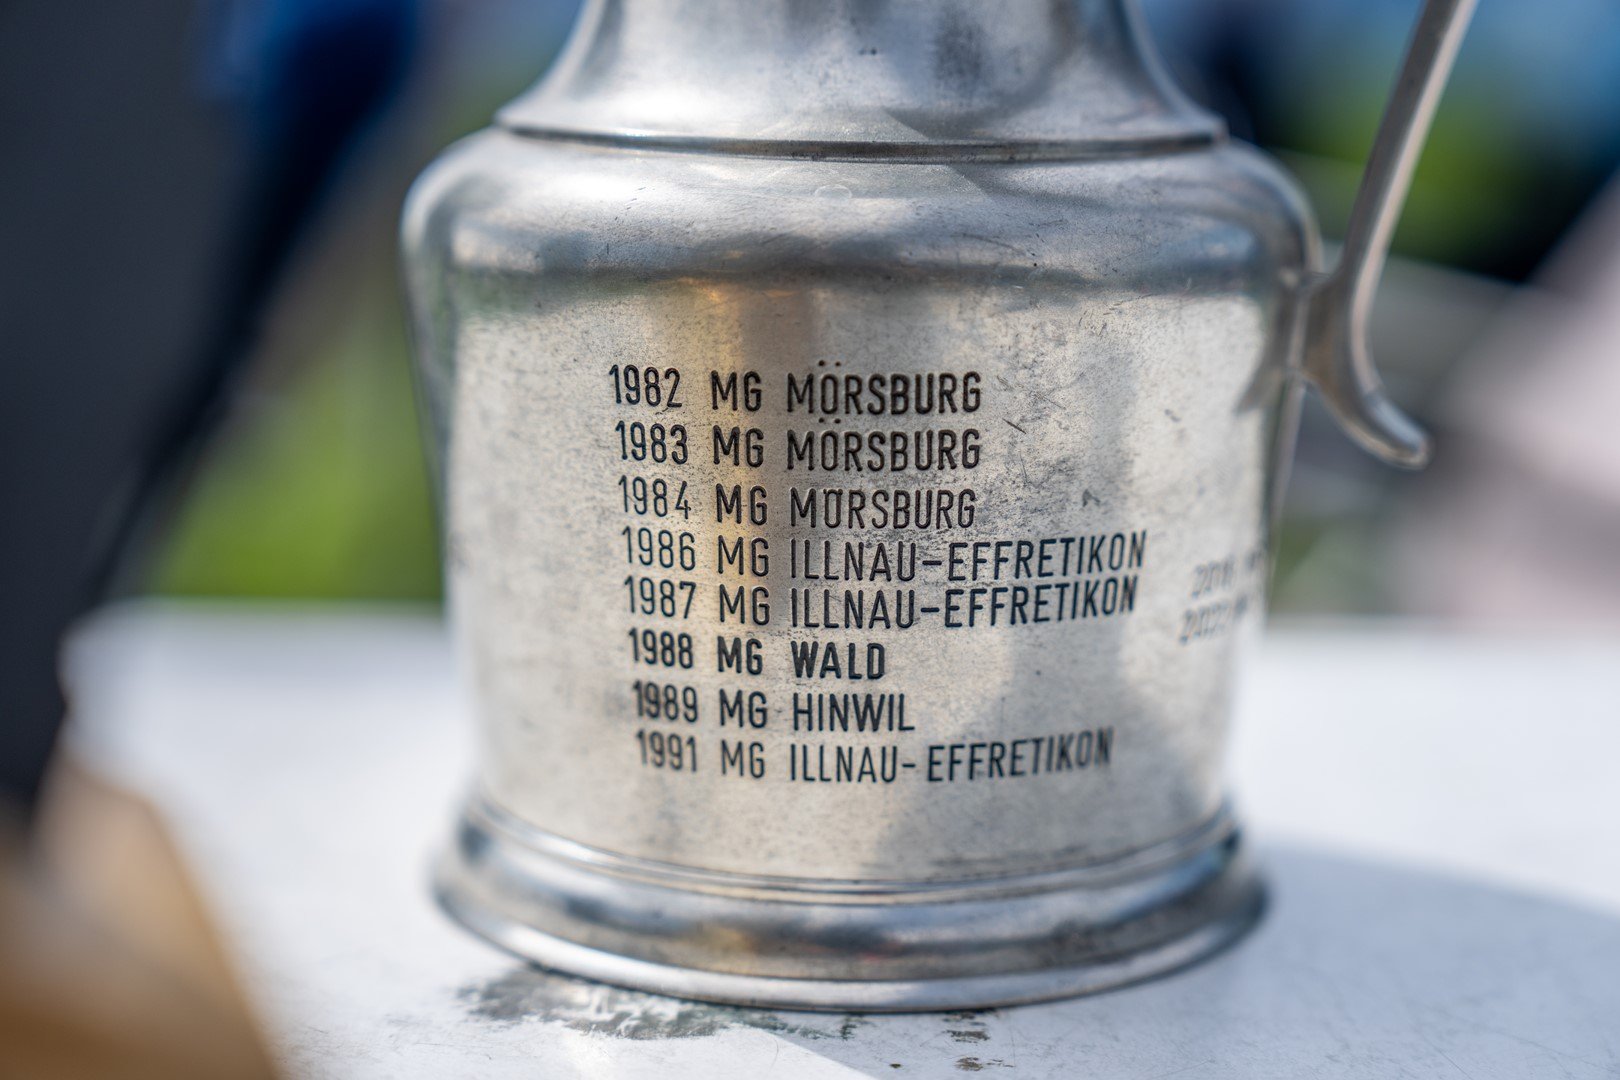 1982 MG MÖRSBURG
1983 MG MÖRSBURG
1984 MG MÖRSBURG
1986 MG ILLNAU-EFFRETIKON
1987 MG ILLNAU-EFFRETIKON
1988 MG WALD
1989 MG HINWIL
1991 MG ILLNAU-EFFRETIKON